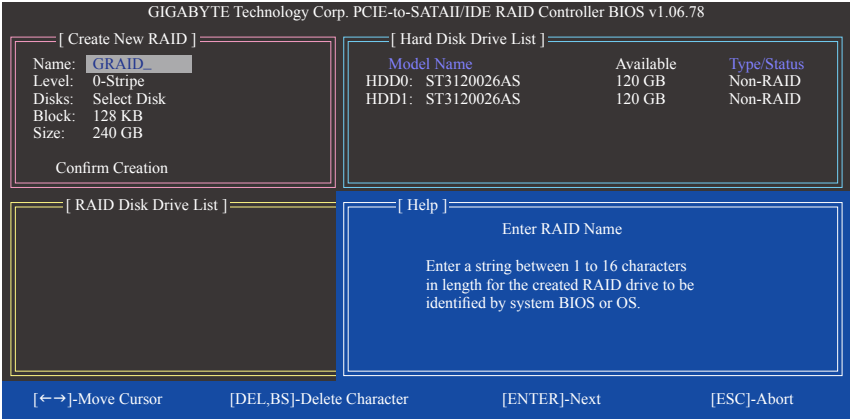 GIGABYTE Technology Corp. PCIE-to-SATAII/IDE RAID Controller BIOS v1.06.78
[ Create New RAID ]
Name: GRAID_
Level: 0-Stripe
Disks: Select Disk
Block: 128 KB
Size: 240 GB
Confirm Creation
[ Hard Disk Drive List ]
Model Name Available Type/Status
HDD0: ST3120026AS 120 GB Non-RAID
HDD1: ST3120026AS 120 GB Non-RAID
[ RAID Disk Drive List ]
[ Help ]
Enter RAID Name
Enter a string between 1 to 16 characters
in length for the created RAID drive to be
identified by system BIOS or OS.
[←→]-Move Cursor [DEL,BS]-Delete Character [ENTER]-Next [ESC]-Abort